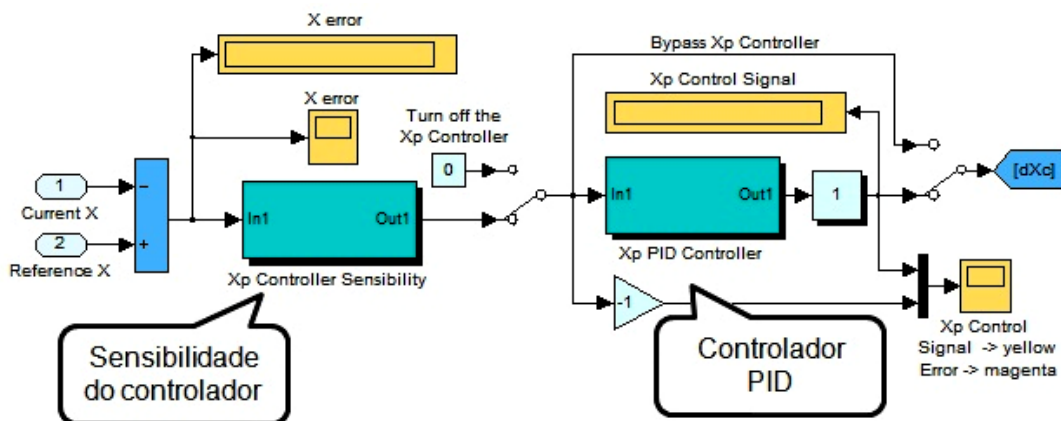 X error
X error
Turn off the
Xp Controller
0
1
Current X
2
Reference X
−
+
In1
Out1
Xp Controller Sensibility
Sensibilidade
do controlador
Bypass Xp Controller
Xp Control Signal
In1
Out1
Xp PID Controller
1
-1
Controlador
PID
[dXc]
Xp Control
Signal -> yellow
Error -> magenta